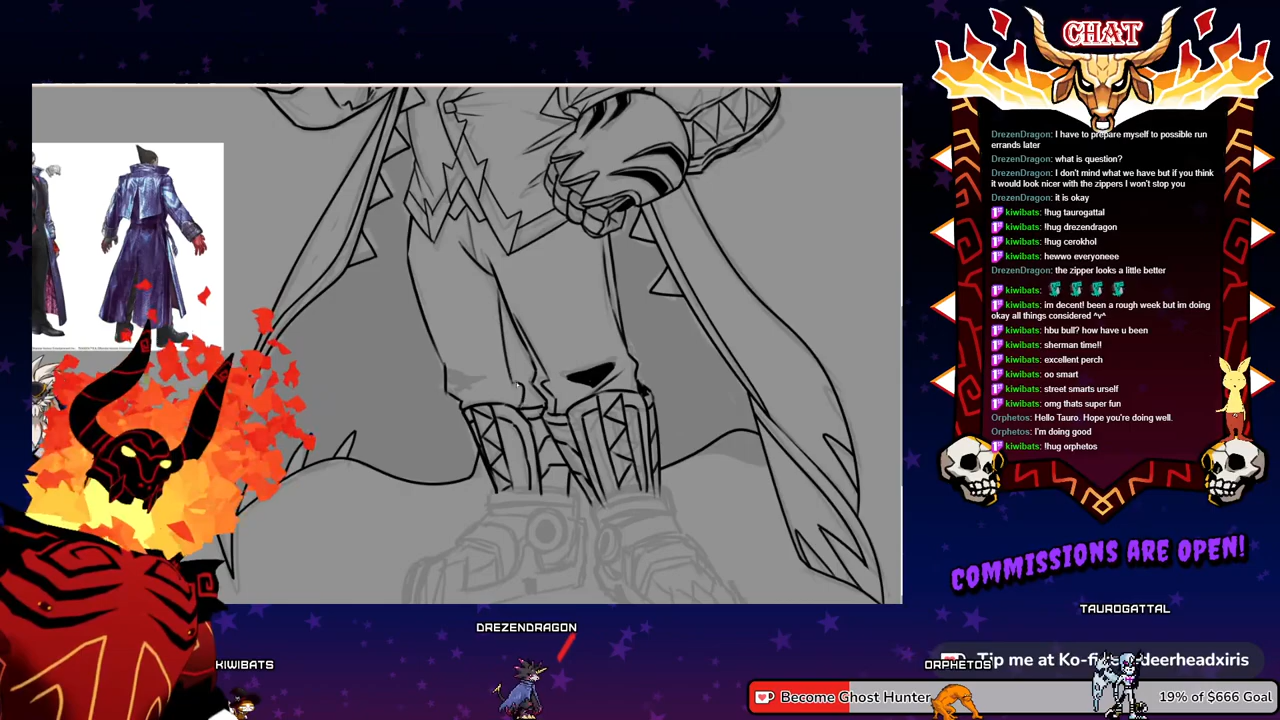 CHAT
DrezenDragon: I have to prepare myself to possible run
errands later
DrezenDragon: what is question?
DrezenDragon: I don't mind what we have but if you think
it would look nicer with the zippers I won't stop you
DrezenDragon: it is okay
kiwibats: !hug taurogattal
kiwibats: !hug drezendragon
kiwibats: !hug cerokhol
kiwibats: hewwo everyoneee
DrezenDragon: the zipper looks a little better
kiwibats:
kiwibats: im decent! been a rough week but im doing
okay all things considered ^v^
kiwibats: hbu bull? how have u been
kiwibats: sherman time!!
kiwibats: excellent perch
kiwibats: oo smart
kiwibats: street smarts urself
kiwibats: omg thats super fun
Orphetos: Hello Tauro. Hope you're doing well.
Orphetos: I'm doing good
kiwibats: !hug orphetos
COMMISSIONS ARE OPEN!
TAUROGATTAL
DREZENDRAGON
KIWIBATS
ORPHETOS
Tip me at Ko-fi deerheadxiris
Become Ghost Hunter 19% of $666 Goal